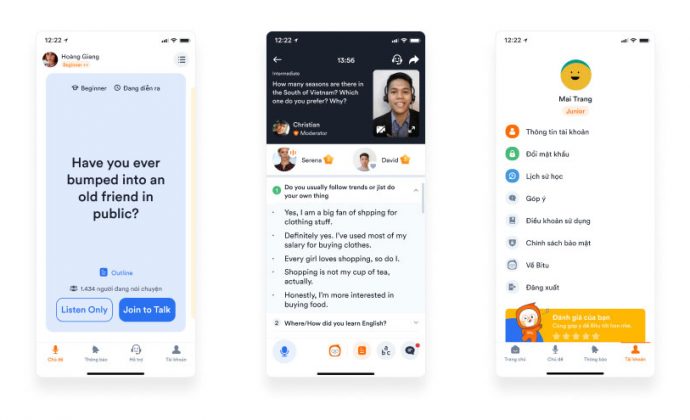 12:22
Hoàng Giang
Beginner ++
Beginner
Đang diễn ra
Have you ever
bumped into an
old friend in
public?
Outline
1.434 người đang nói chuyện
Listen Only
Join to Talk
Chủ đề
Thông báo
Hỗ trợ
Tài khoản
12:22
13:56
Intermediate
How many seasons are there in
the South of Vietnam? Which
one do you prefer? Why?
Christian
Moderator
Serena
David
1 Do you usually follow trends or jst do
your own thing
· Yes, I am a big fan of shpping for
clothing stuff.
· Definitely yes. I've used most of my
salary for buying clothes.
· Every girl loves shopping, so do I.
· Shopping is not my cup of tea,
actually.
· Honestly, I'm more interested in
buying food.
2 Where/How did you learn English?
a b c
12:22
Mai Trang
Junior
Thông tin tài khoản
Đổi mật khẩu
Lịch sử học
Góp ý
Điều khoản sử dụng
Chính sách bảo mật
Về Bitu
Đăng xuất
Đánh giá của bạn
Cùng góp ý để Bitu tốt hơn nhé.
Trang chủ
Chủ đề
Thông báo
Tài khoản